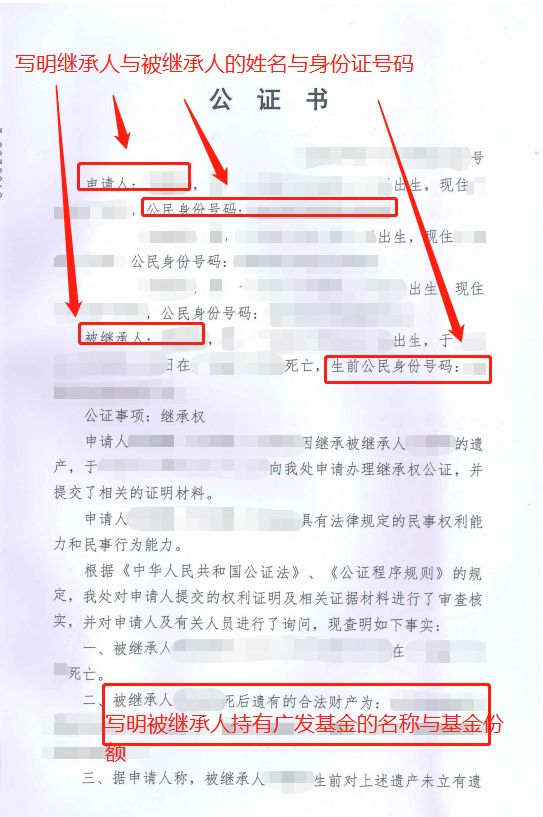 写明继承人与被继承人的姓名与身份证号码
公 证 书
号
申请人：，出生，现住
，公民身份号码：
，出生，现住
公民身份号码：
，出生，现住
，公民身份号码：
被继承人：，出生，于
日在死亡，生前公民身份号码：
公证事项：继承权
申请人因继承被继承人的遗
产，于向我处申请办理继承权公证，并
提交了相关的证明材料。
申请人具有法律规定的民事权利能
力和民事行为能力。
根据《中华人民共和国公证法》、《公证程序规则》的规
定，我处对申请人提交的权利证明及相关证据材料进行了审查核
实，并对申请人及有关人员进行了询问，现查明如下事实：
一、被继承人在
死亡。
二、被继承人死后遗有的合法财产为：
写明被继承人持有广发基金的名称与基金份
额
三、据申请人称，被继承人生前对上述遗产未立有遗